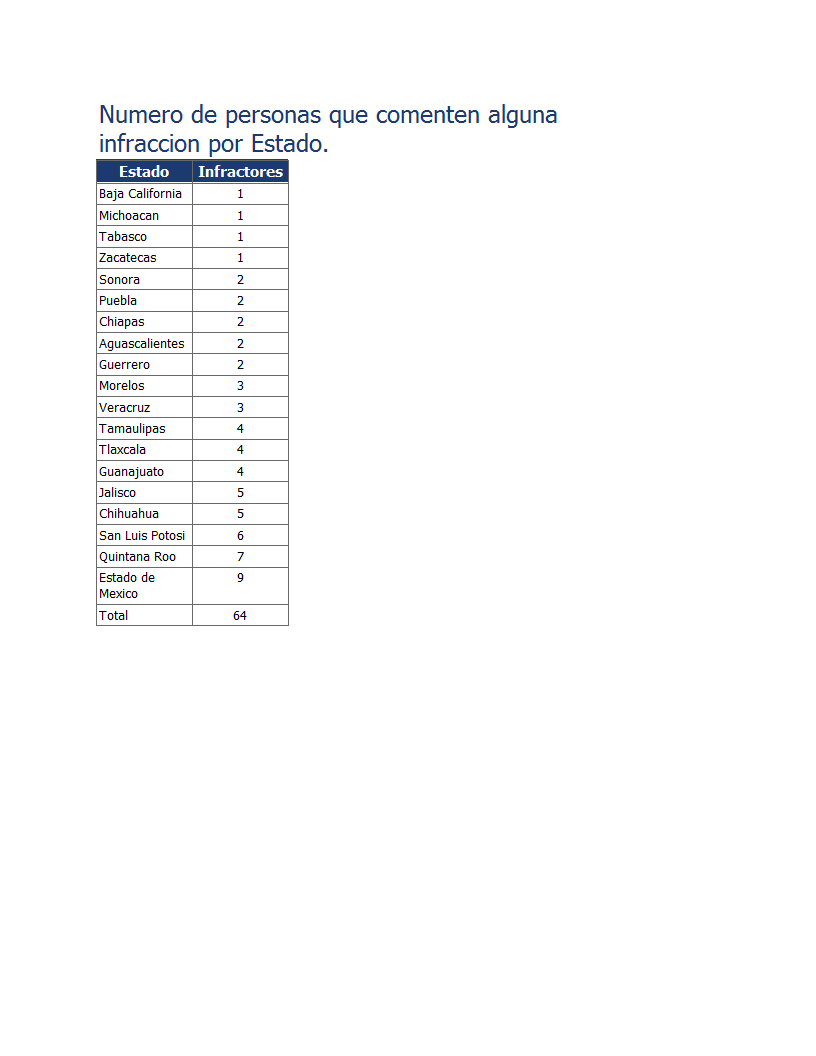 Numero de personas que comenten alguna
infraccion por Estado.
Estado Infractores
Baja California 1
Michoacan 1
Tabasco 1
Zacatecas 1
Sonora 2
Puebla 2
Chiapas 2
Aguascalientes 2
Guerrero 2
Morelos 3
Veracruz 3
Tamaulipas 4
Tlaxcala 4
Guanajuato 4
Jalisco 5
Chihuahua 5
San Luis Potosi 6
Quintana Roo 7
Estado de 9
Mexico
Total 64